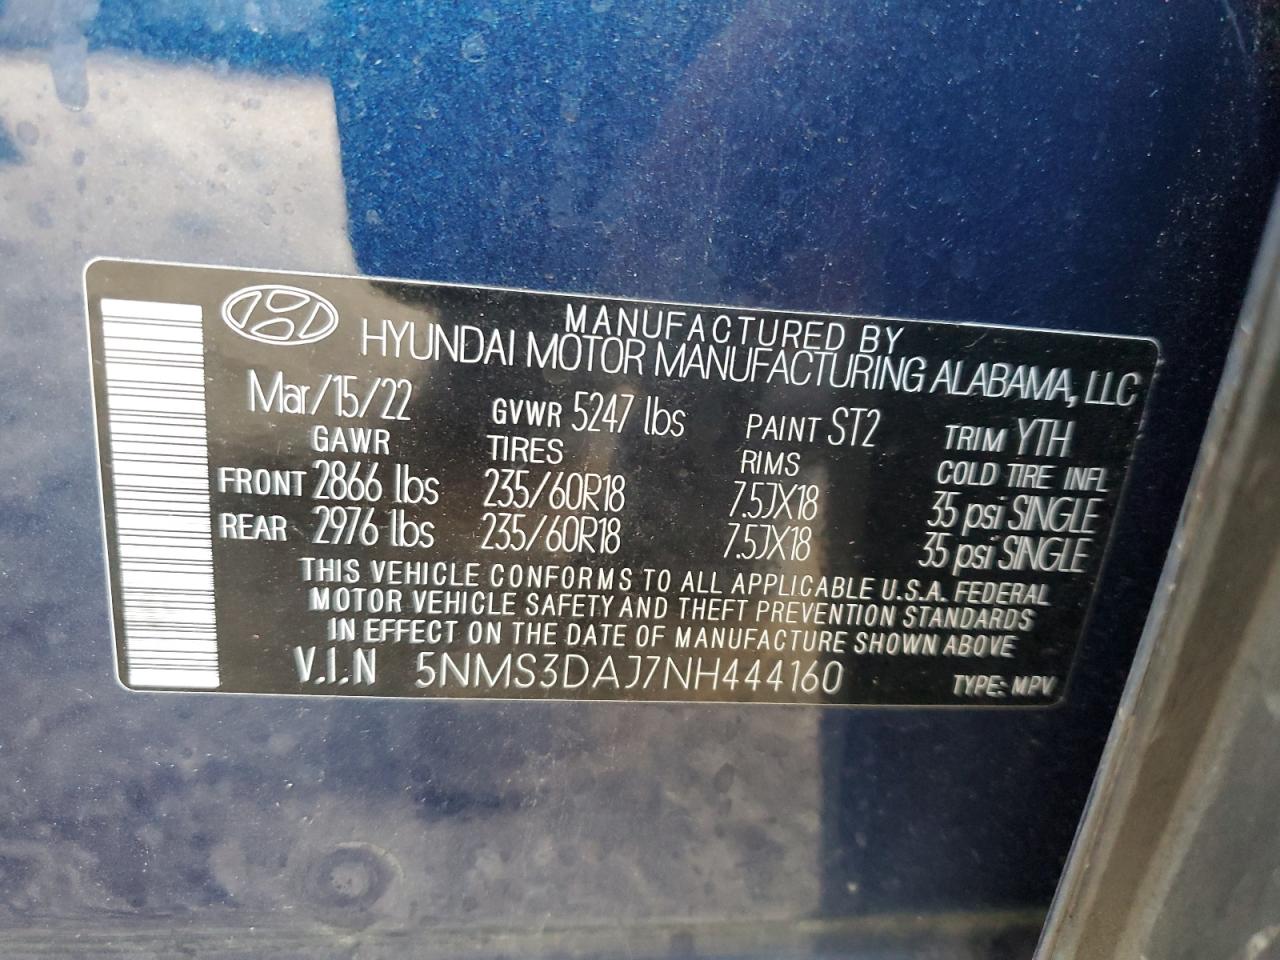 MANUFACTURED BY
HYUNDAI MOTOR MANUFACTURING ALABAMA, LLC
Mar/15/22 GVWR 5247 lbs PAINT ST2 TRIM YTH
GAWR TIRES RIMS COLD TIRE INFL
FRONT 2866 lbs 235/60R18 7.5JX18 35 psi SINGLE
REAR 2976 lbs 235/60R18 7.5JX18 35 psi SINGLE
THIS VEHICLE CONFORMS TO ALL APPLICABLE U.S.A. FEDERAL
MOTOR VEHICLE SAFETY AND THEFT PREVENTION STANDARDS
IN EFFECT ON THE DATE OF MANUFACTURE SHOWN ABOVE
V.I.N 5NMS3DAJ7NH444160 TYPE: MPV